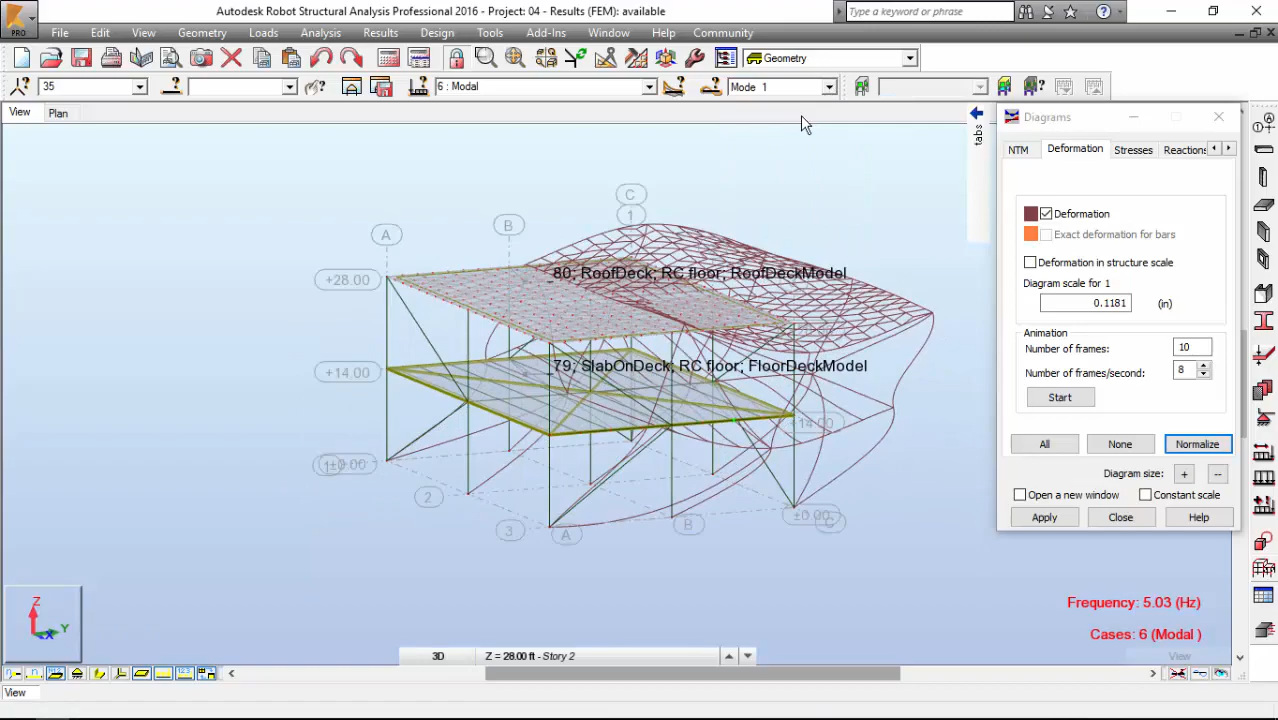 Autodesk Robot Structural Analysis Professional 2016 - Project: 04 - Results (FEM): available
Type a keyword or phrase
PRO
File Edit View Geometry Loads Analysis Results Design Tools Add-Ins Window Help Community
Geometry
35
6 : Modal
Mode 1
View Plan
tabs
Diagrams
NTM Deformation Stresses Reactions
Deformation
Exact deformation for bars
Deformation in structure scale
Diagram scale for 1
0.1181 (in)
Animation
Number of frames: 10
Number of frames/second: 8
Start
All None Normalize
Diagram size: + --
Open a new window Constant scale
Apply Close Help
C
1
B
A
+28.00
80; RoofDeck; RC floor; RoofDeckModel
79; SlabOnDeck; RC floor; FloorDeckModel
+14.00
+14.00
1 ±0.00
2
3
A
B
±0.00
C
Z
Y
X
Frequency: 5.03 (Hz)
Cases: 6 (Modal )
3D Z = 28.00 ft - Story 2
View
View